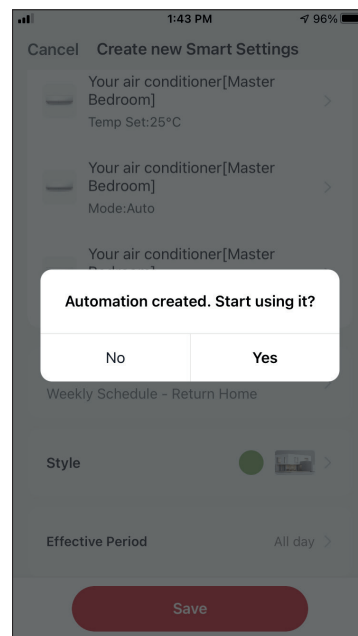 1:43 PM
96%
Cancel Create new Smart Settings
Your air conditioner[Master
Bedroom]
Temp Set:25°C
Your air conditioner[Master
Bedroom]
Mode:Auto
Your air conditioner[Master
Automation created. Start using it?
No Yes
Weekly Schedule - Return Home
Style
Effective Period All day
Save